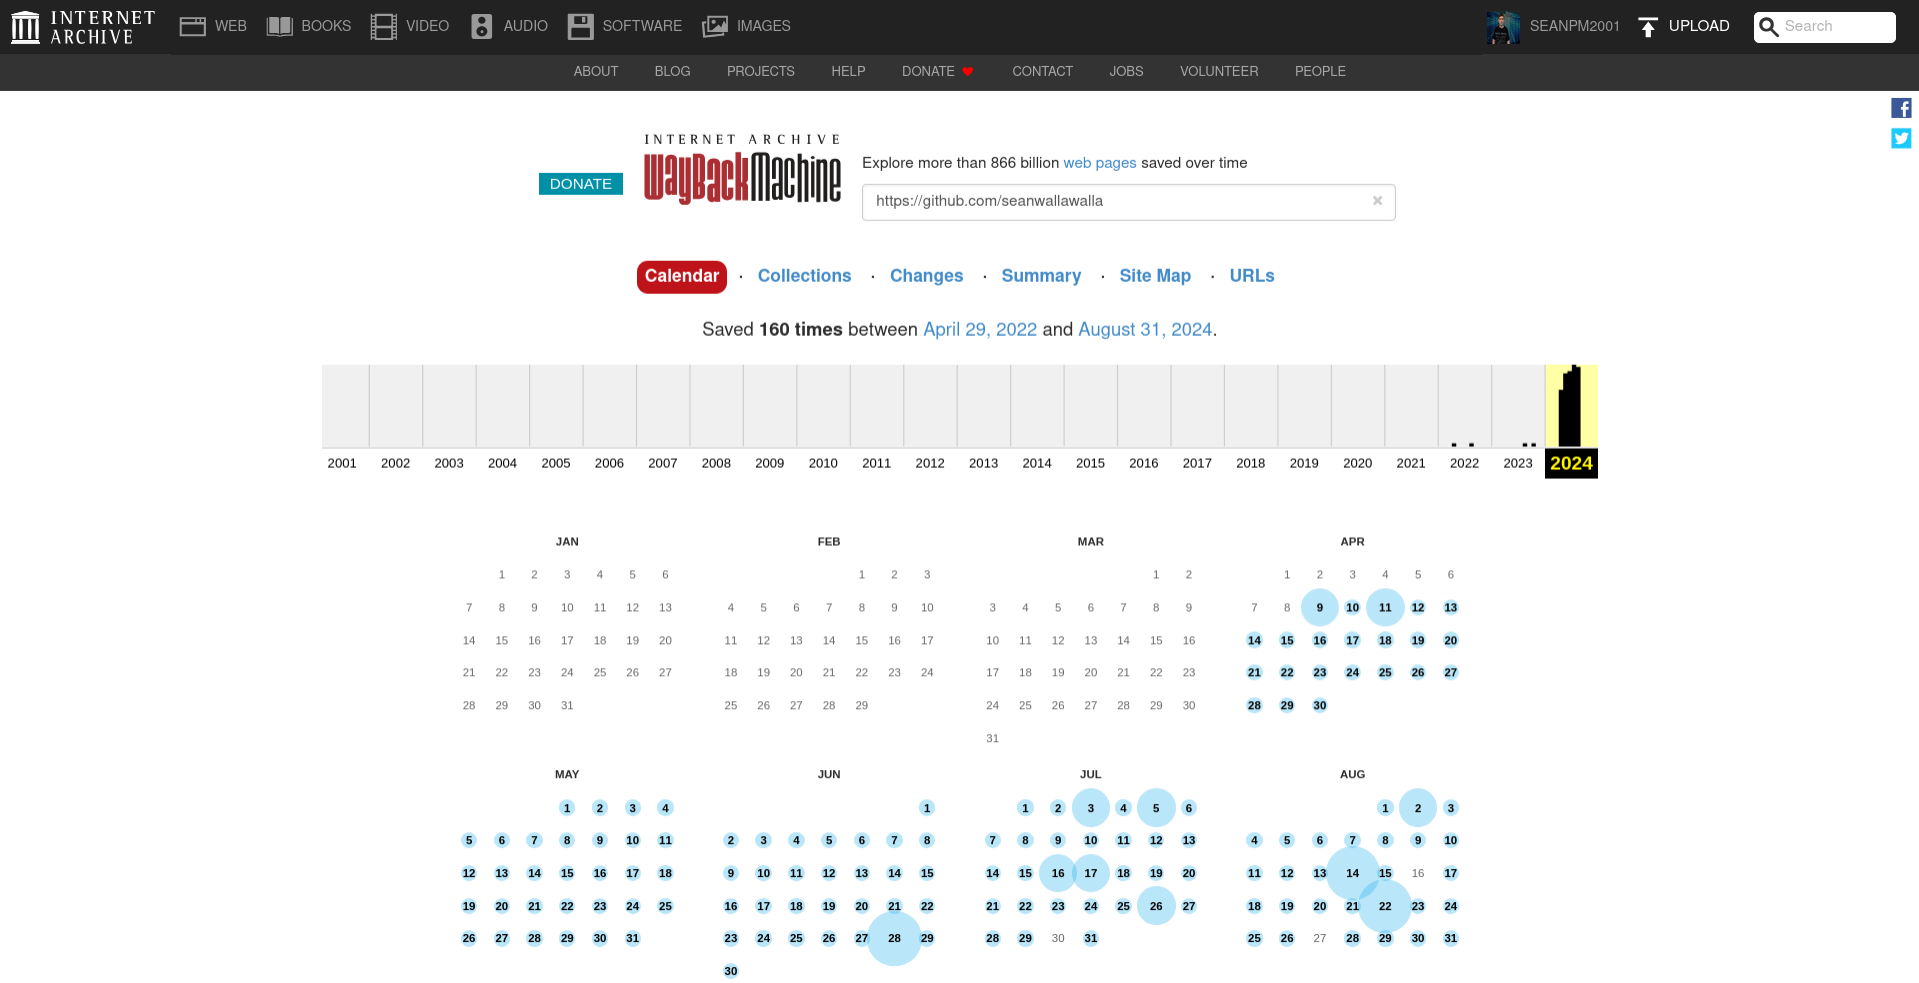 INTERNET ARCHIVE
WEB BOOKS VIDEO AUDIO SOFTWARE IMAGES SEANPM2001 UPLOAD Search
ABOUT BLOG PROJECTS HELP DONATE CONTACT JOBS VOLUNTEER PEOPLE
INTERNET ARCHIVE
WayBackMachine
DONATE
Explore more than 866 billion web pages saved over time
https://github.com/seanwallawalla ×
Calendar · Collections · Changes · Summary · Site Map · URLs
Saved 160 times between April 29, 2022 and August 31, 2024.
2001 2002 2003 2004 2005 2006 2007 2008 2009 2010 2011 2012 2013 2014 2015 2016 2017 2018 2019 2020 2021 2022 2023 2024
JAN
1 2 3 4 5 6
7 8 9 10 11 12 13
14 15 16 17 18 19 20
21 22 23 24 25 26 27
28 29 30 31
FEB
1 2 3
4 5 6 7 8 9 10
11 12 13 14 15 16 17
18 19 20 21 22 23 24
25 26 27 28 29
MAR
1 2
3 4 5 6 7 8 9
10 11 12 13 14 15 16
17 18 19 20 21 22 23
24 25 26 27 28 29 30
31
APR
1 2 3 4 5 6
7 8 9 10 11 12 13
14 15 16 17 18 19 20
21 22 23 24 25 26 27
28 29 30
MAY
1 2 3 4
5 6 7 8 9 10 11
12 13 14 15 16 17 18
19 20 21 22 23 24 25
26 27 28 29 30 31
JUN
1
2 3 4 5 6 7 8
9 10 11 12 13 14 15
16 17 18 19 20 21 22
23 24 25 26 27 28 29
30
JUL
1 2 3 4 5 6
7 8 9 10 11 12 13
14 15 16 17 18 19 20
21 22 23 24 25 26 27
28 29 30 31
AUG
1 2 3
4 5 6 7 8 9 10
11 12 13 14 15 16 17
18 19 20 21 22 23 24
25 26 27 28 29 30 31